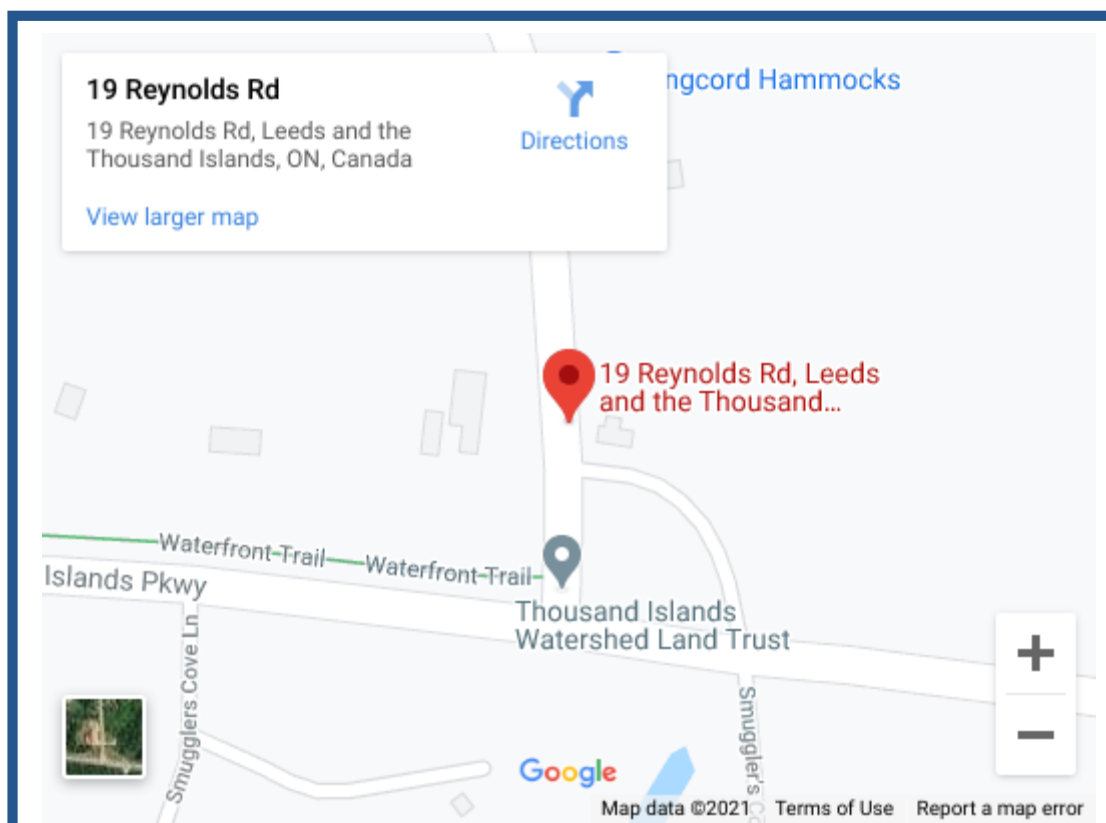 19 Reynolds Rd
19 Reynolds Rd, Leeds and the
Thousand Islands, ON, Canada
Directions
View larger map
ngcord Hammocks
19 Reynolds Rd, Leeds
and the Thousand...
Waterfront Trail
Waterfront Trail
Islands Pkwy
Thousand Islands
Watershed Land Trust
Smugglers Cove Ln
Smuggler's
Google
Map data ©2021
Terms of Use
Report a map error